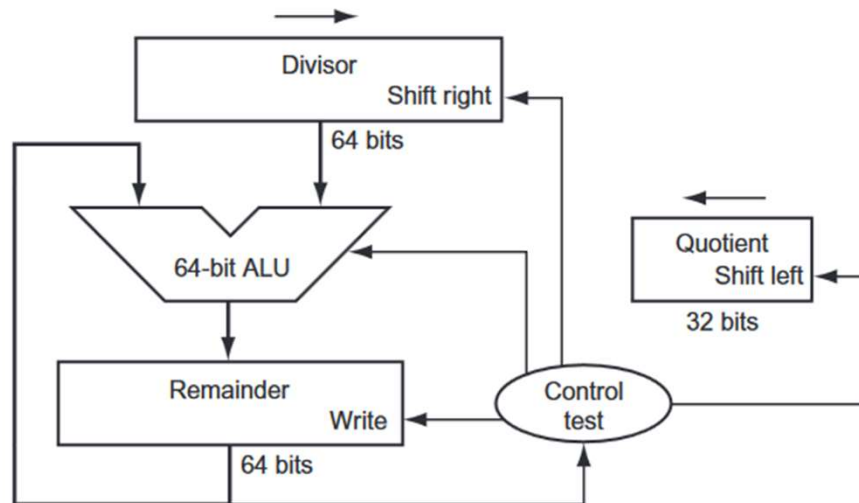 Divisor
Shift right
64 bits
64-bit ALU
Quotient
Shift left
32 bits
Remainder
Write
Control
test
64 bits